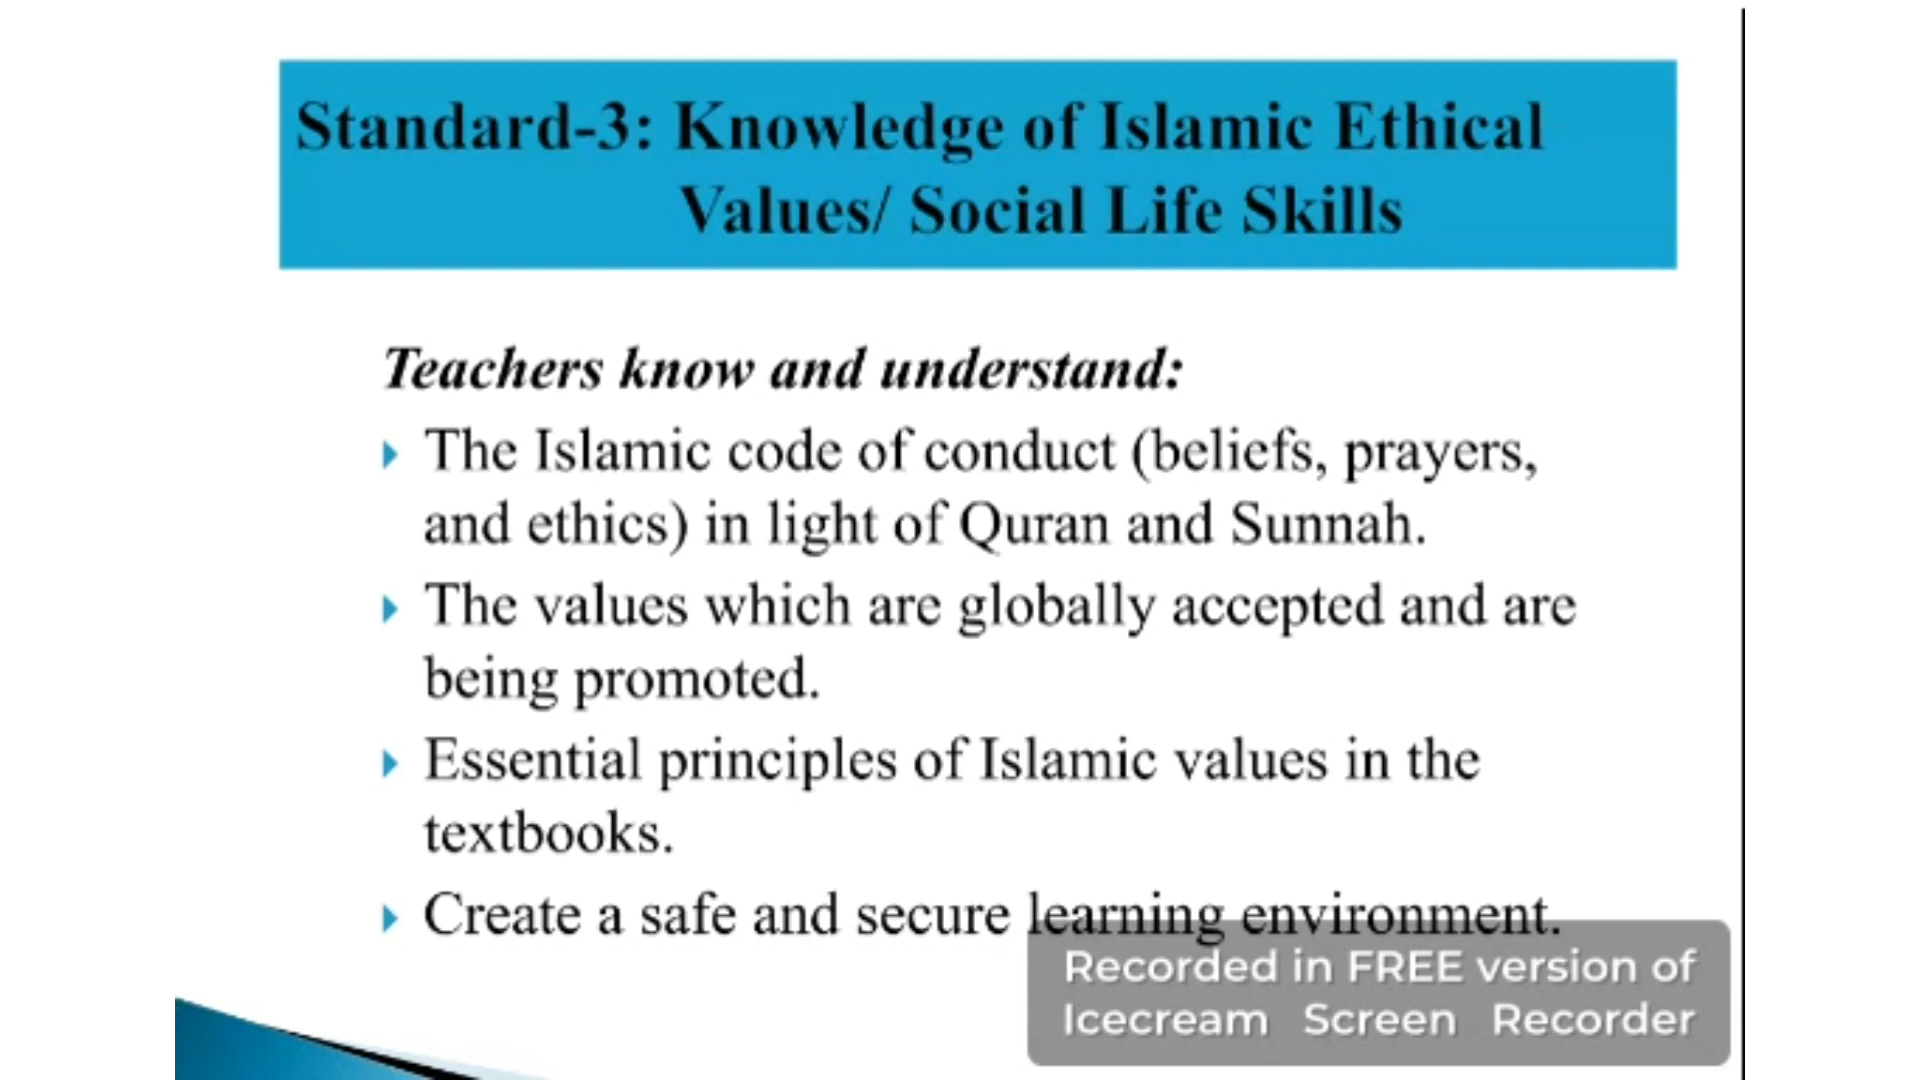 Standard-3: Knowledge of Islamic Ethical
Values/ Social Life Skills
Teachers know and understand:
The Islamic code of conduct (beliefs, prayers,
and ethics) in light of Quran and Sunnah.
The values which are globally accepted and are
being promoted.
Essential principles of Islamic values in the
textbooks.
Create a safe and secure learning environment.
Recorded in FREE version of
Icecream Screen Recorder